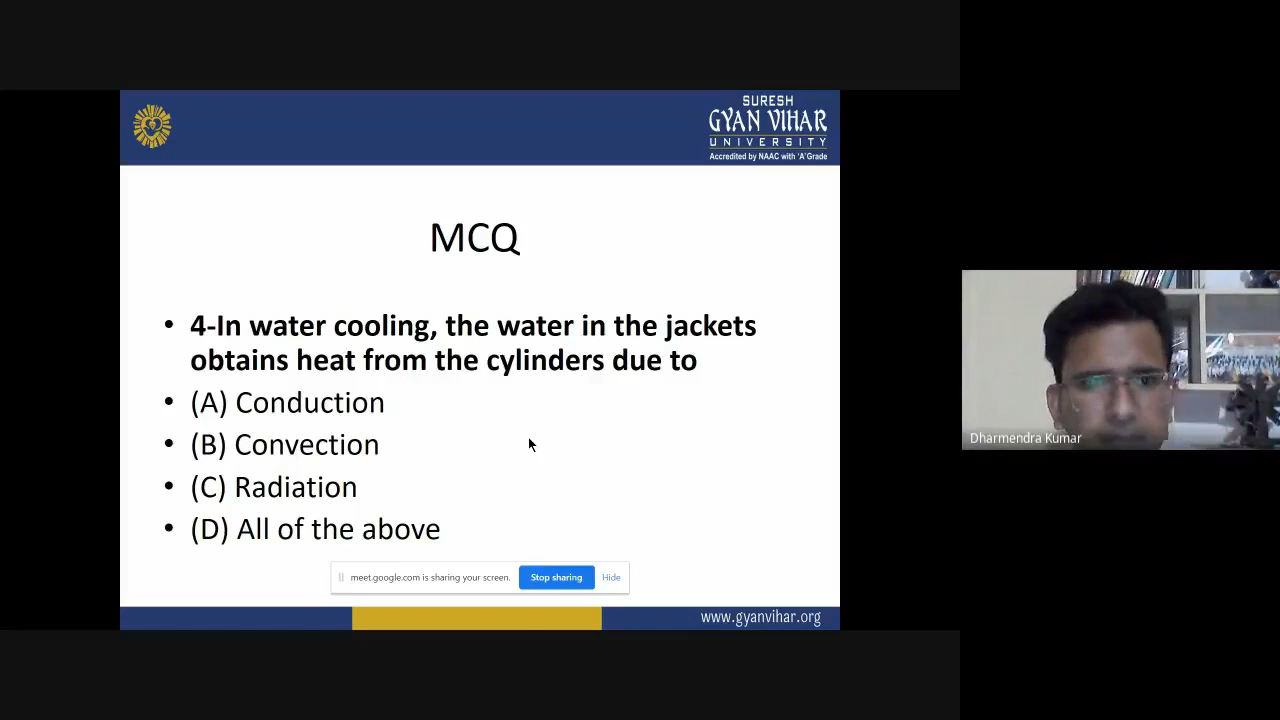 SURESH
GYAN VIHAR
UNIVERSITY
Accredited by NAAC with 'A' Grade
MCQ
• 4-In water cooling, the water in the jackets
obtains heat from the cylinders due to
• (A) Conduction
• (B) Convection
• (C) Radiation
• (D) All of the above
meet.google.com is sharing your screen.
Stop sharing
Hide
www.gyanvihar.org
Dharmendra Kumar